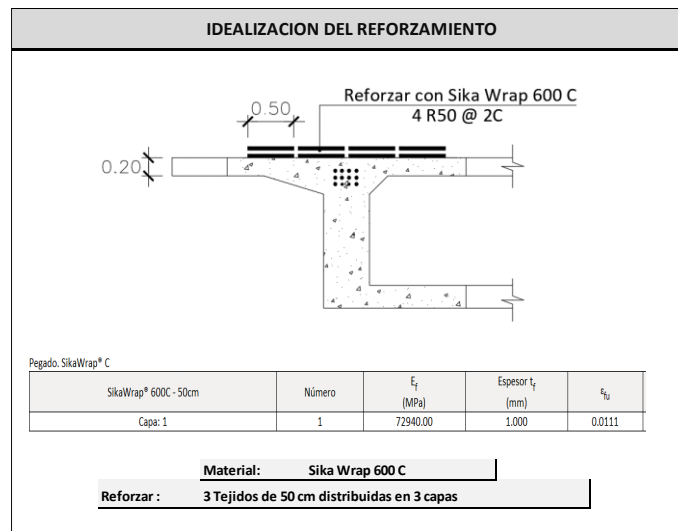 IDEALIZACION DEL REFORZAMIENTO
Reforzar con Sika Wrap 600 C
4 R50 @ 2C
0.50
0.20
Pegado. SikaWrap® C
SikaWrap® 600C - 50cm Número Ef (MPa) Espesor tf (mm) εfu
Capa: 1 1 72940.00 1.000 0.0111
Material: Sika Wrap 600 C
Reforzar : 3 Tejidos de 50 cm distribuidas en 3 capas